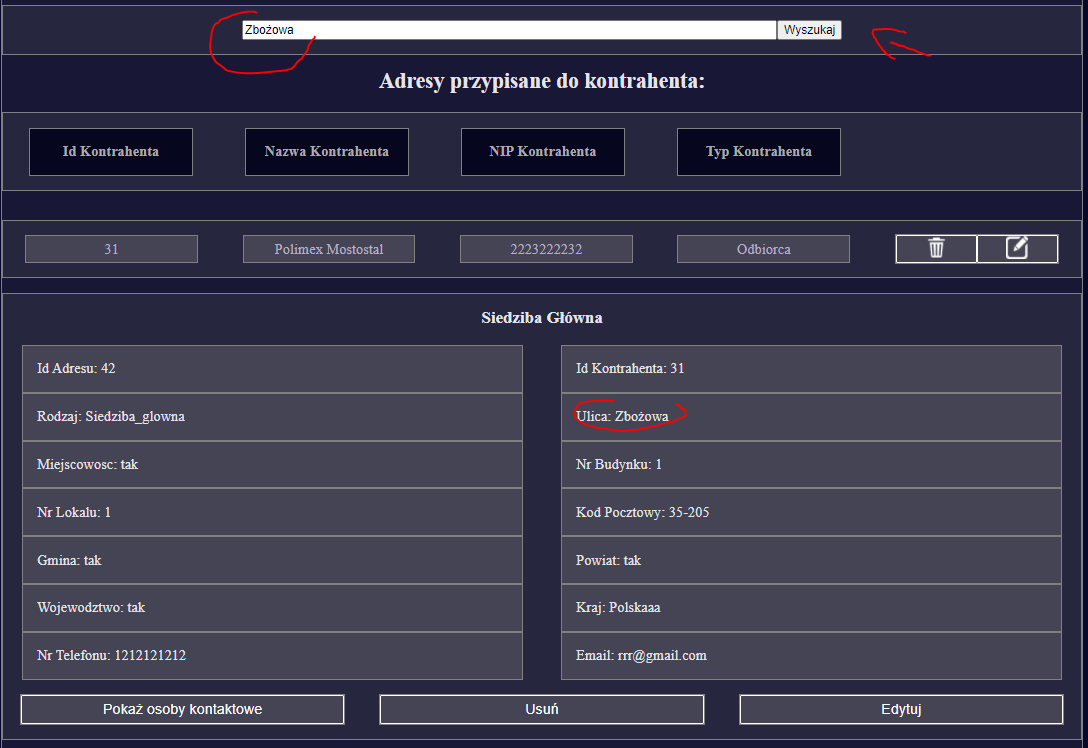 Zbożowa Wyszukaj
Adresy przypisane do kontrahenta:
Id Kontrahenta Nazwa Kontrahenta NIP Kontrahenta Typ Kontrahenta
31 Polimex Mostostal 2223222232 Odbiorca
Siedziba Główna
Id Adresu: 42 Id Kontrahenta: 31
Rodzaj: Siedziba_glowna Ulica: Zbożowa
Miejscowosc: tak Nr Budynku: 1
Nr Lokalu: 1 Kod Pocztowy: 35-205
Gmina: tak Powiat: tak
Wojewodztwo: tak Kraj: Polskaaa
Nr Telefonu: 1212121212 Email: rrr@gmail.com
Pokaż osoby kontaktowe Usuń Edytuj